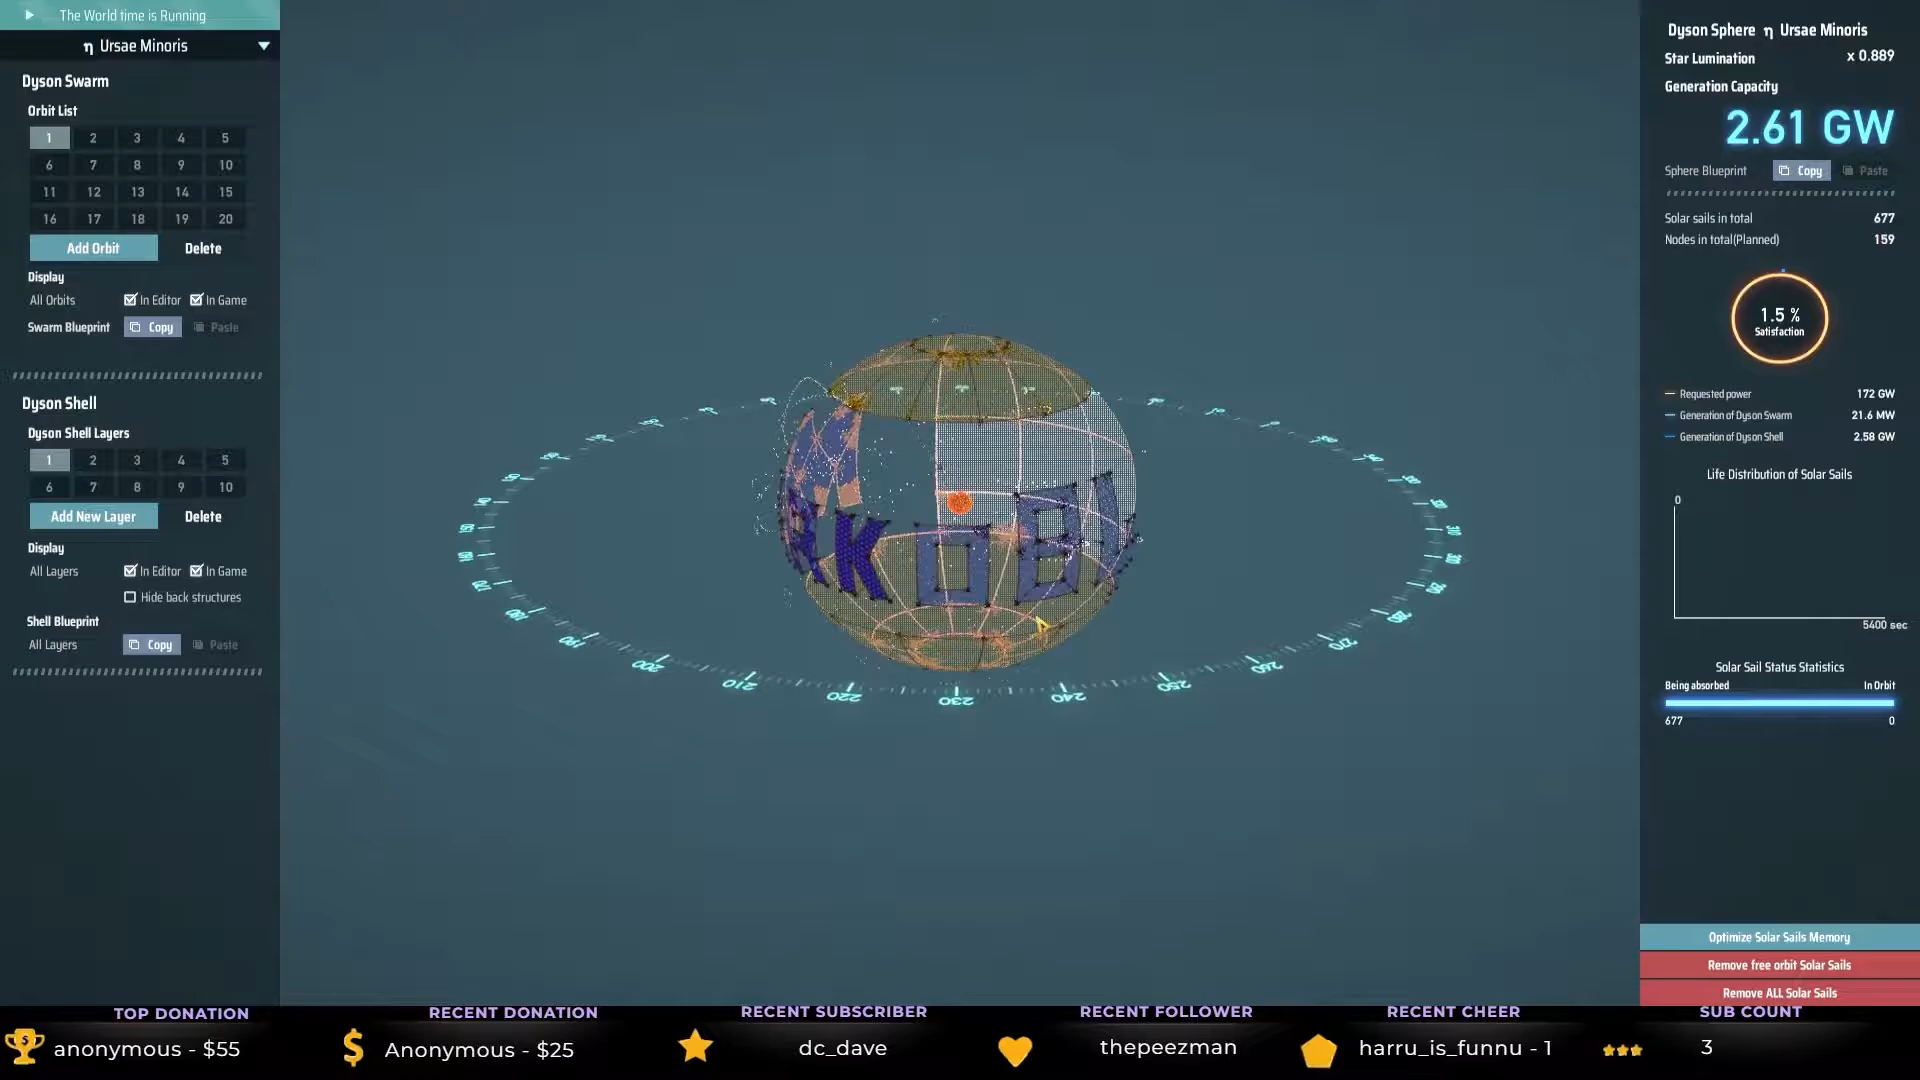 The World time is Running
η Ursae Minoris
Dyson Swarm
Orbit List
1 2 3 4 5
6 7 8 9 10
11 12 13 14 15
16 17 18 19 20
Add Orbit Delete
Display
All Orbits In Editor In Game
Swarm Blueprint Copy Paste
Dyson Shell
Dyson Shell Layers
1 2 3 4 5
6 7 8 9 10
Add New Layer Delete
Display
All Layers In Editor In Game
Hide back structures
Shell Blueprint
All Layers Copy Paste
K O B
200 210 220 230 240 250 260 270
Dyson Sphere η Ursae Minoris
Star Lumination x 0.889
Generation Capacity
2.61 GW
Sphere Blueprint Copy Paste
Solar sails in total 677
Nodes in total(Planned) 159
1.5 %
Satisfaction
Requested power 172 GW
Generation of Dyson Swarm 21.6 MW
Generation of Dyson Shell 2.58 GW
Life Distribution of Solar Sails
0
5400 sec
Solar Sail Status Statistics
Being absorbed In Orbit
677 0
Optimize Solar Sails Memory
Remove free orbit Solar Sails
Remove ALL Solar Sails
TOP DONATION RECENT DONATION RECENT SUBSCRIBER RECENT FOLLOWER RECENT CHEER SUB COUNT
anonymous - $55 Anonymous - $25 dc_dave thepeezman harru_is_funnu - 1 3